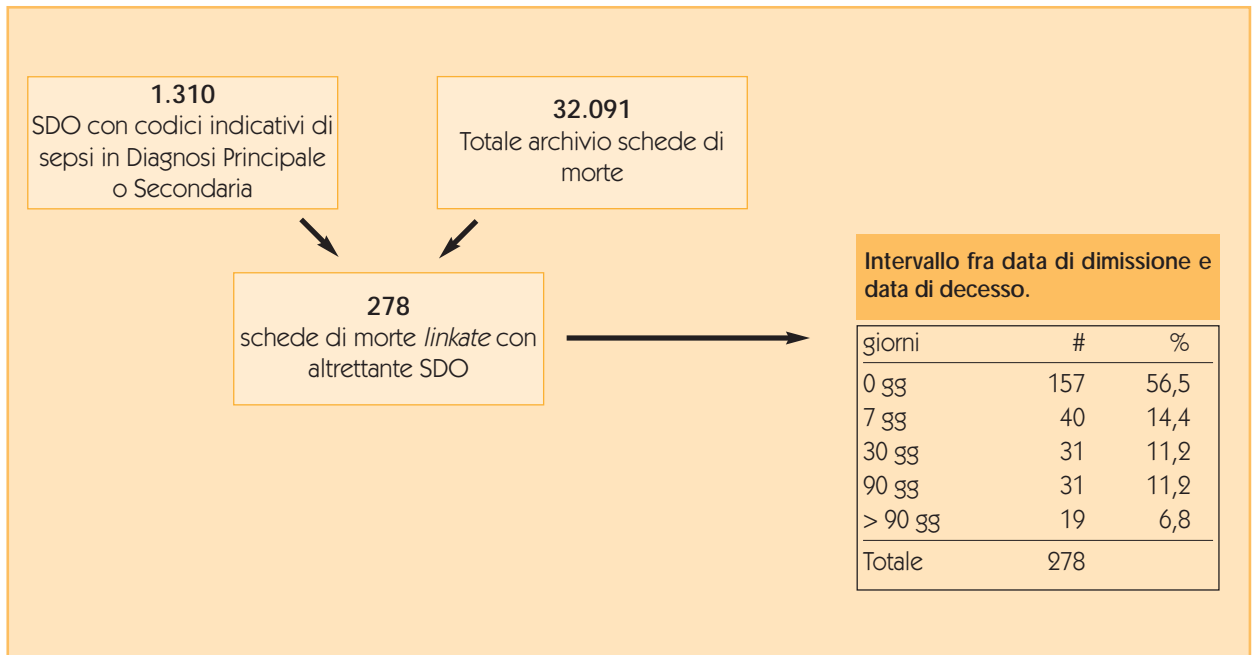 1.310
SDO con codici indicativi di
sepsi in Diagnosi Principale
o Secondaria
32.091
Totale archivio schede di
morte
278
schede di morte linkate con
altrettante SDO
Intervallo fra data di dimissione e
data di decesso.
giorni # %
0 gg 157 56,5
7 gg 40 14,4
30 gg 31 11,2
90 gg 31 11,2
> 90 gg 19 6,8
Totale 278